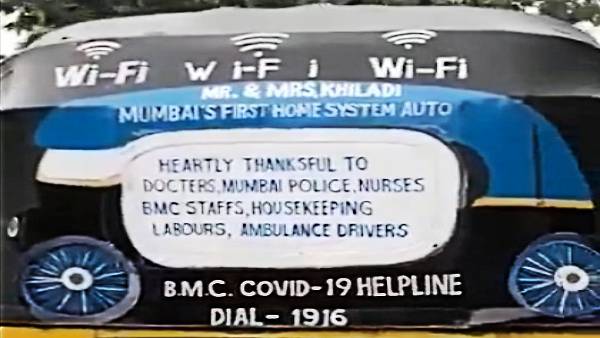 Wi-Fi Wi-Fi Wi-Fi
MR. & MRS. KHILADI
MUMBAI'S FIRST HOME SYSTEM AUTO
HEARTLY THANKSFUL TO
DOCTERS, MUMBAI POLICE, NURSES
BMC STAFFS, HOUSEKEEPING
LABOURS, AMBULANCE DRIVERS
B.M.C. COVID-19 HELPLINE
DIAL- 1916